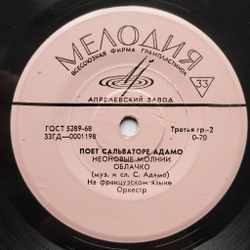 МЕЛОДИЯ
ВСЕСОЮЗНАЯ ФИРМА ГРАМПЛАСТИНОК
33
АПРЕЛЕВСКИЙ ЗАВОД
ГОСТ 5289-68
33ГД—0001198
Третья гр.-2
0-70
ПОЕТ САЛЬВАТОРЕ АДАМО
НЕОНОВЫЕ МОЛНИИ
ОБЛАЧКО
(муз. и сл. С. Адамо)
На французском языке
Оркестр